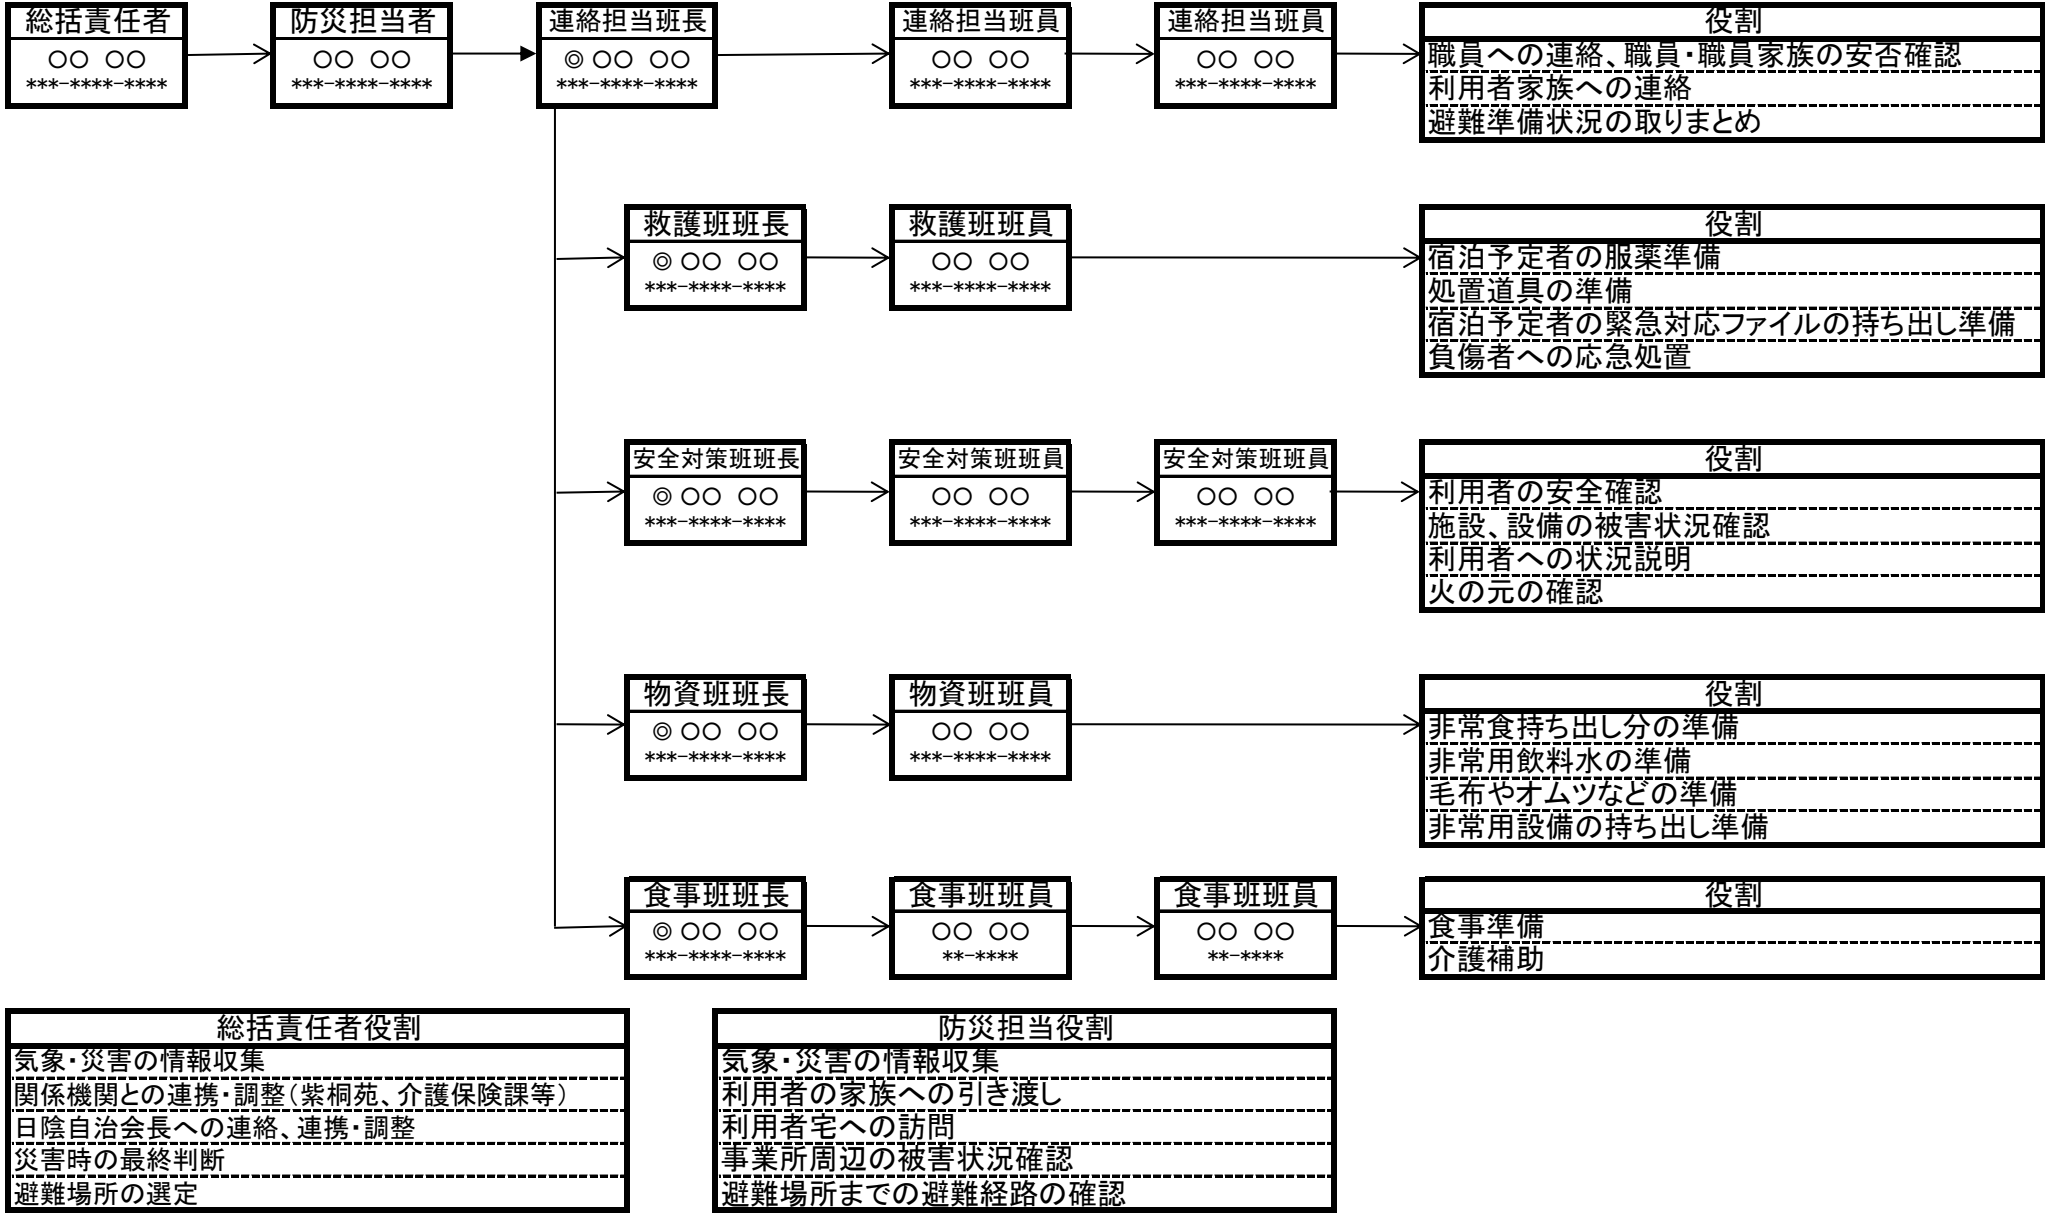 総括責任者
○○ ○○
***-****-****
防災担当者
○○ ○○
***-****-****
連絡担当班長
◎ ○○ ○○
***-****-****
連絡担当班員
○○ ○○
***-****-****
連絡担当班員
○○ ○○
***-****-****
役割
職員への連絡、職員・職員家族の安否確認
利用者家族への連絡
避難準備状況の取りまとめ
救護班班長
◎ ○○ ○○
***-****-****
救護班班員
○○ ○○
***-****-****
役割
宿泊予定者の服薬準備
処置道具の準備
宿泊予定者の緊急対応ファイルの持ち出し準備
負傷者への応急処置
安全対策班班長
◎ ○○ ○○
***-****-****
安全対策班班員
○○ ○○
***-****-****
安全対策班班員
○○ ○○
***-****-****
役割
利用者の安全確認
施設、設備の被害状況確認
利用者への状況説明
火の元の確認
物資班班長
◎ ○○ ○○
***-****-****
物資班班員
○○ ○○
***-****-****
役割
非常食持ち出し分の準備
非常用飲料水の準備
毛布やオムツなどの準備
非常用設備の持ち出し準備
食事班班長
◎ ○○ ○○
***-****-****
食事班班員
○○ ○○
**-****
食事班班員
○○ ○○
**-****
役割
食事準備
介護補助
総括責任者役割
気象・災害の情報収集
関係機関との連携・調整（紫桐苑、介護保険課等）
日陰自治会長への連絡、連携・調整
災害時の最終判断
避難場所の選定
防災担当役割
気象・災害の情報収集
利用者の家族への引き渡し
利用者宅への訪問
事業所周辺の被害状況確認
避難場所までの避難経路の確認